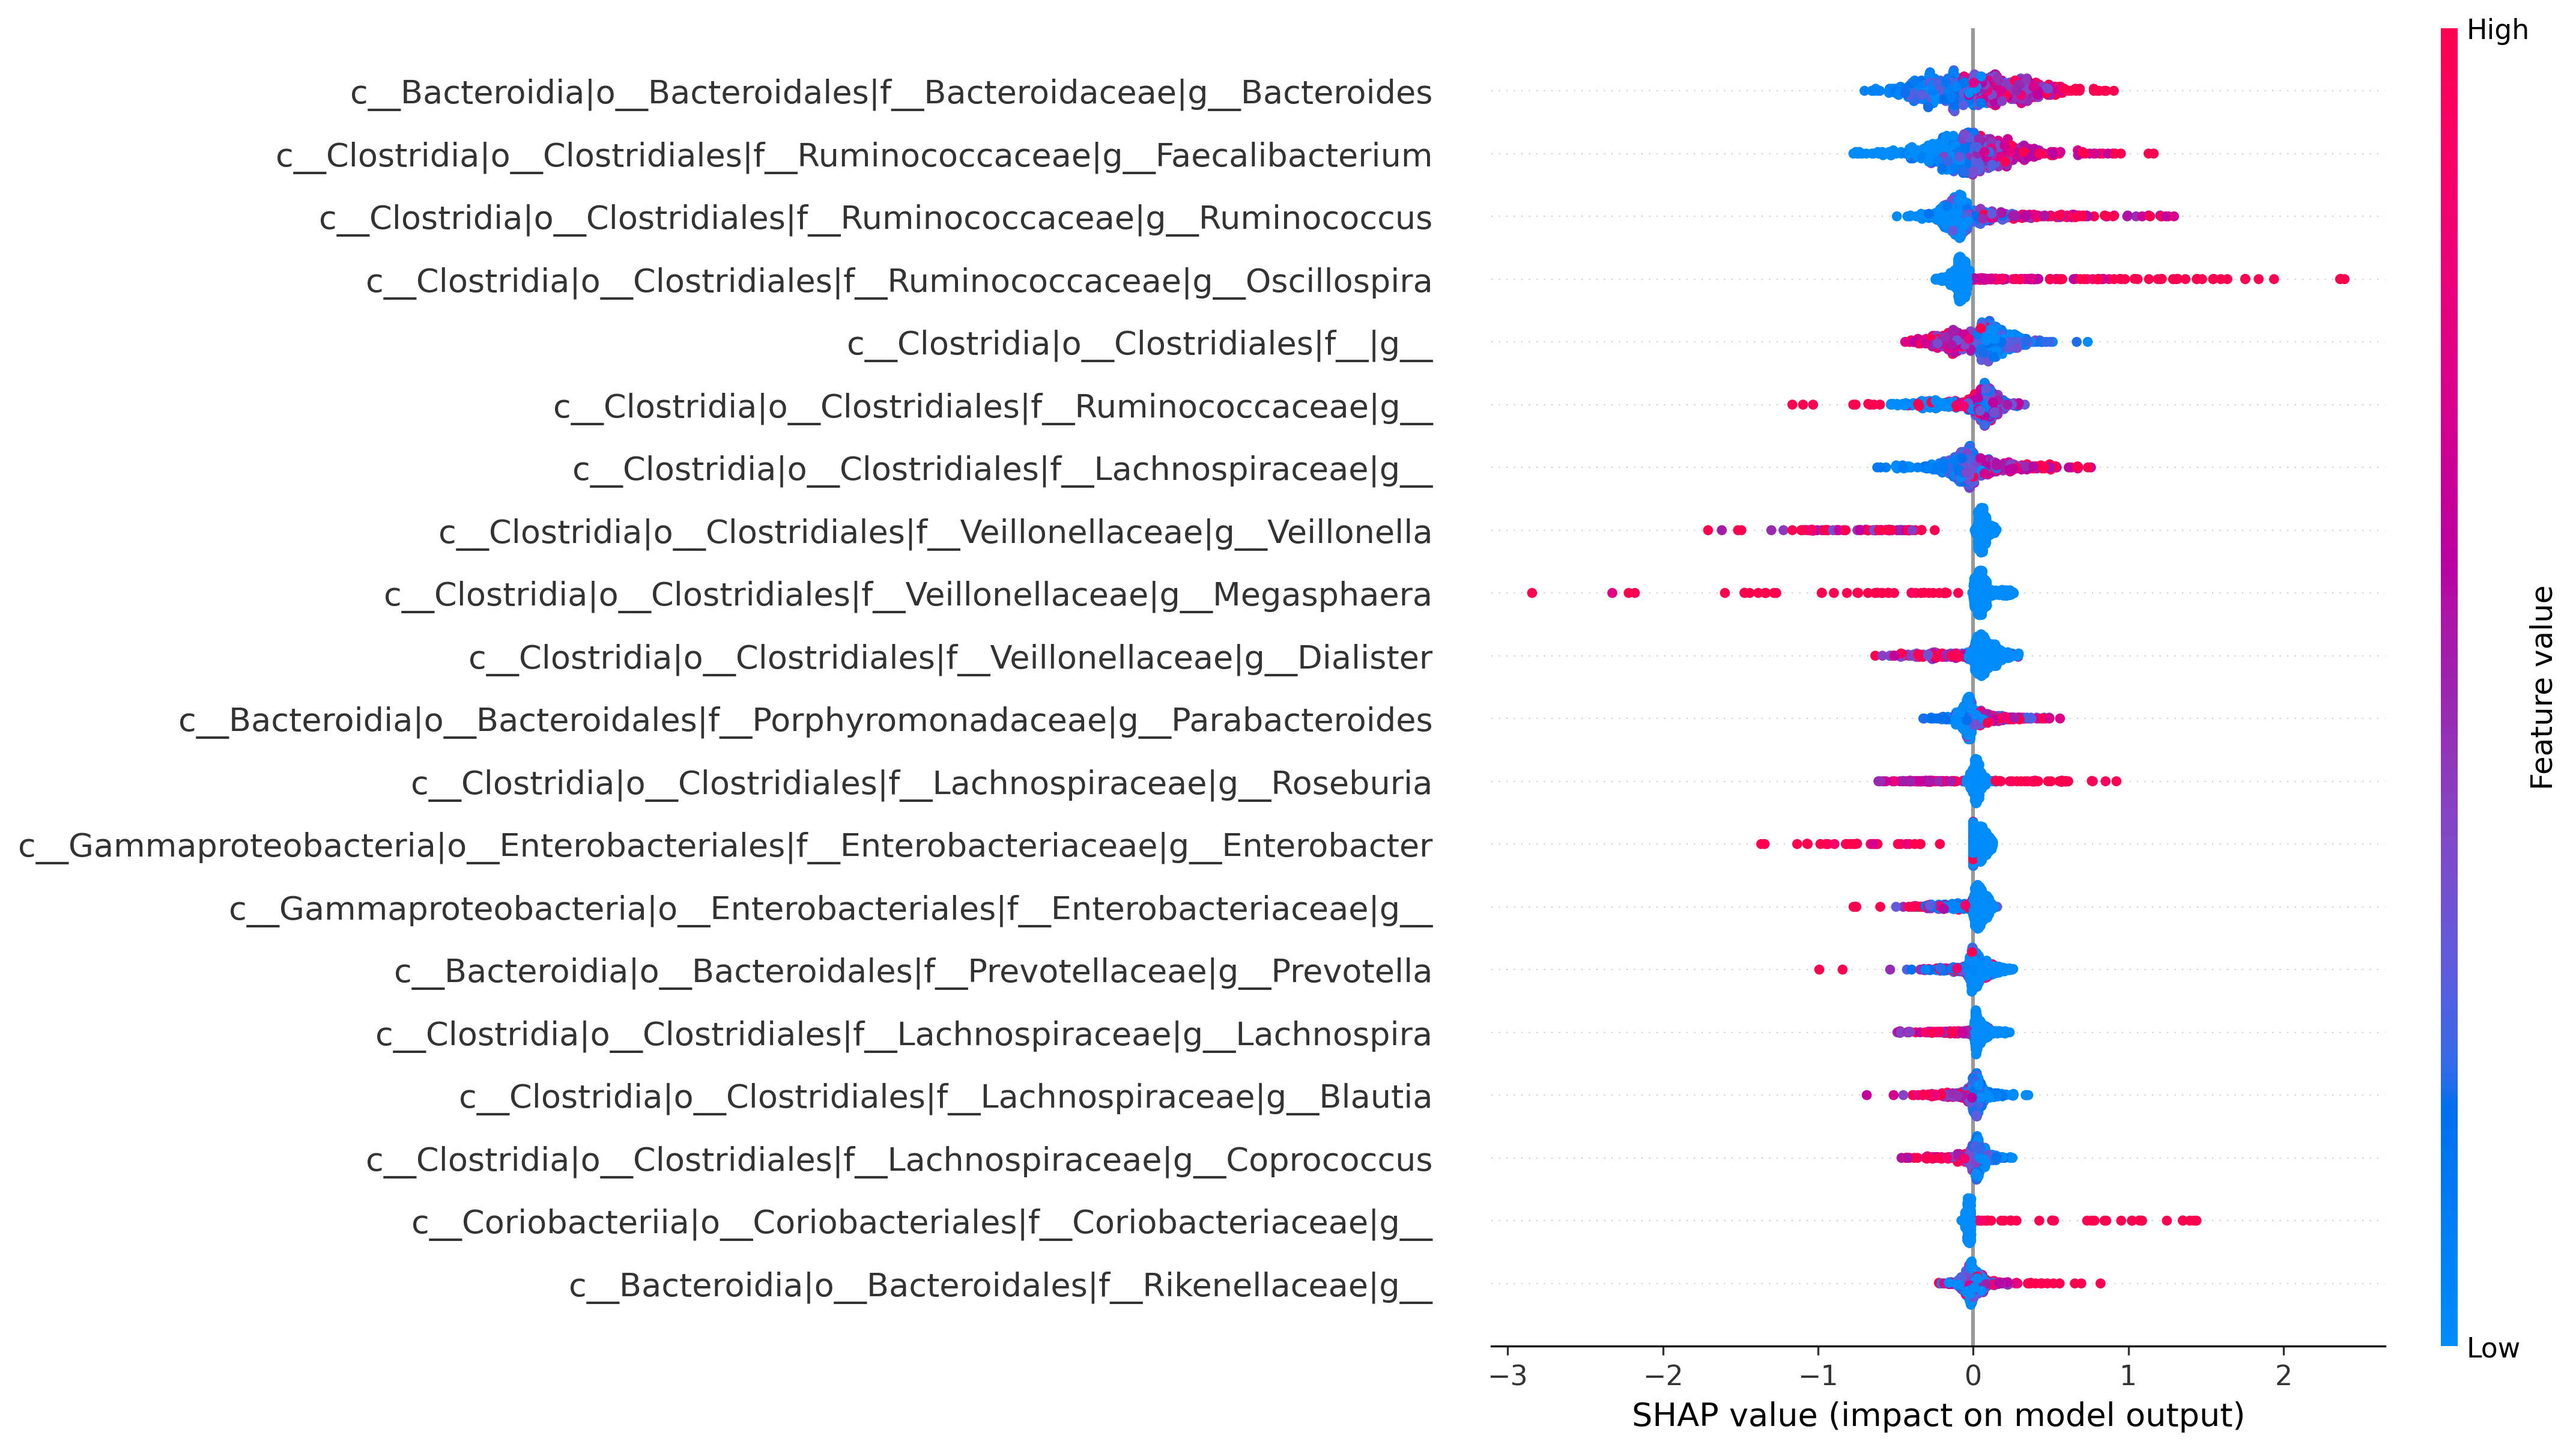 High
c__Bacteroidia|o__Bacteroidales|f__Bacteroidaceae|g__Bacteroides
c__Clostridia|o__Clostridiales|f__Ruminococcaceae|g__Faecalibacterium
c__Clostridia|o__Clostridiales|f__Ruminococcaceae|g__Ruminococcus
c__Clostridia|o__Clostridiales|f__Ruminococcaceae|g__Oscillospira
c__Clostridia|o__Clostridiales|f__|g__
c__Clostridia|o__Clostridiales|f__Ruminococcaceae|g__
c__Clostridia|o__Clostridiales|f__Lachnospiraceae|g__
c__Clostridia|o__Clostridiales|f__Veillonellaceae|g__Veillonella
c__Clostridia|o__Clostridiales|f__Veillonellaceae|g__Megasphaera
c__Clostridia|o__Clostridiales|f__Veillonellaceae|g__Dialister
c__Bacteroidia|o__Bacteroidales|f__Porphyromonadaceae|g__Parabacteroides
c__Clostridia|o__Clostridiales|f__Lachnospiraceae|g__Roseburia
c__Gammaproteobacteria|o__Enterobacteriales|f__Enterobacteriaceae|g__Enterobacter
c__Gammaproteobacteria|o__Enterobacteriales|f__Enterobacteriaceae|g__
c__Bacteroidia|o__Bacteroidales|f__Prevotellaceae|g__Prevotella
c__Clostridia|o__Clostridiales|f__Lachnospiraceae|g__Lachnospira
c__Clostridia|o__Clostridiales|f__Lachnospiraceae|g__Blautia
c__Clostridia|o__Clostridiales|f__Lachnospiraceae|g__Coprococcus
c__Coriobacteriia|o__Coriobacteriales|f__Coriobacteriaceae|g__
c__Bacteroidia|o__Bacteroidales|f__Rikenellaceae|g__
Feature value
Low
−3 −2 −1 0 1 2
SHAP value (impact on model output)